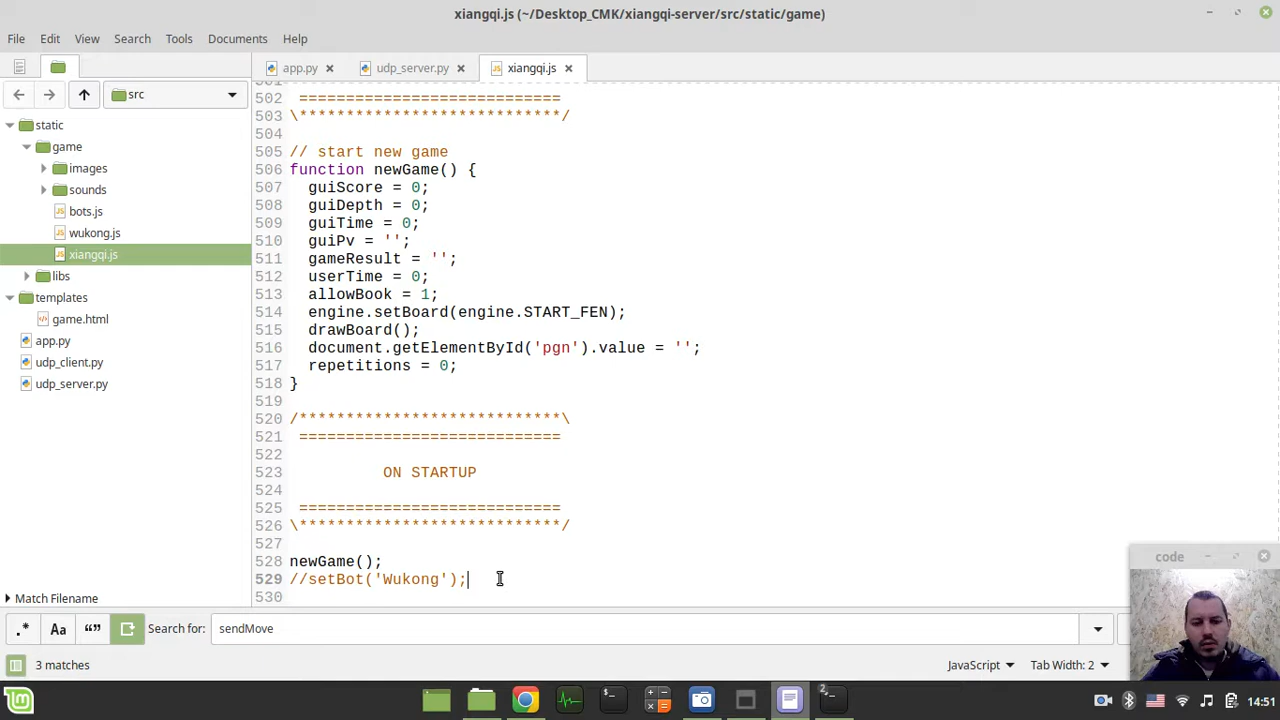 xiangqi.js (~/Desktop_CMK/xiangqi-server/src/static/game)
File Edit View Search Tools Documents Help
app.py udp_server.py xiangqi.js
src
static
game
images
sounds
bots.js
wukong.js
xiangqi.js
libs
templates
game.html
app.py
udp_client.py
udp_server.py
Match Filename
502 ============================
503 \****************************/
504
505 // start new game
506 function newGame() {
507 guiScore = 0;
508 guiDepth = 0;
509 guiTime = 0;
510 guiPv = '';
511 gameResult = '';
512 userTime = 0;
513 allowBook = 1;
514 engine.setBoard(engine.START_FEN);
515 drawBoard();
516 document.getElementById('pgn').value = '';
517 repetitions = 0;
518 }
519
520 /****************************\
521 ============================
522
523 ON STARTUP
524
525 ============================
526 \****************************/
527
528 newGame();
529 //setBot('Wukong');
530
code
.* Aa “” Search for: sendMove
3 matches JavaScript Tab Width: 2
14:51